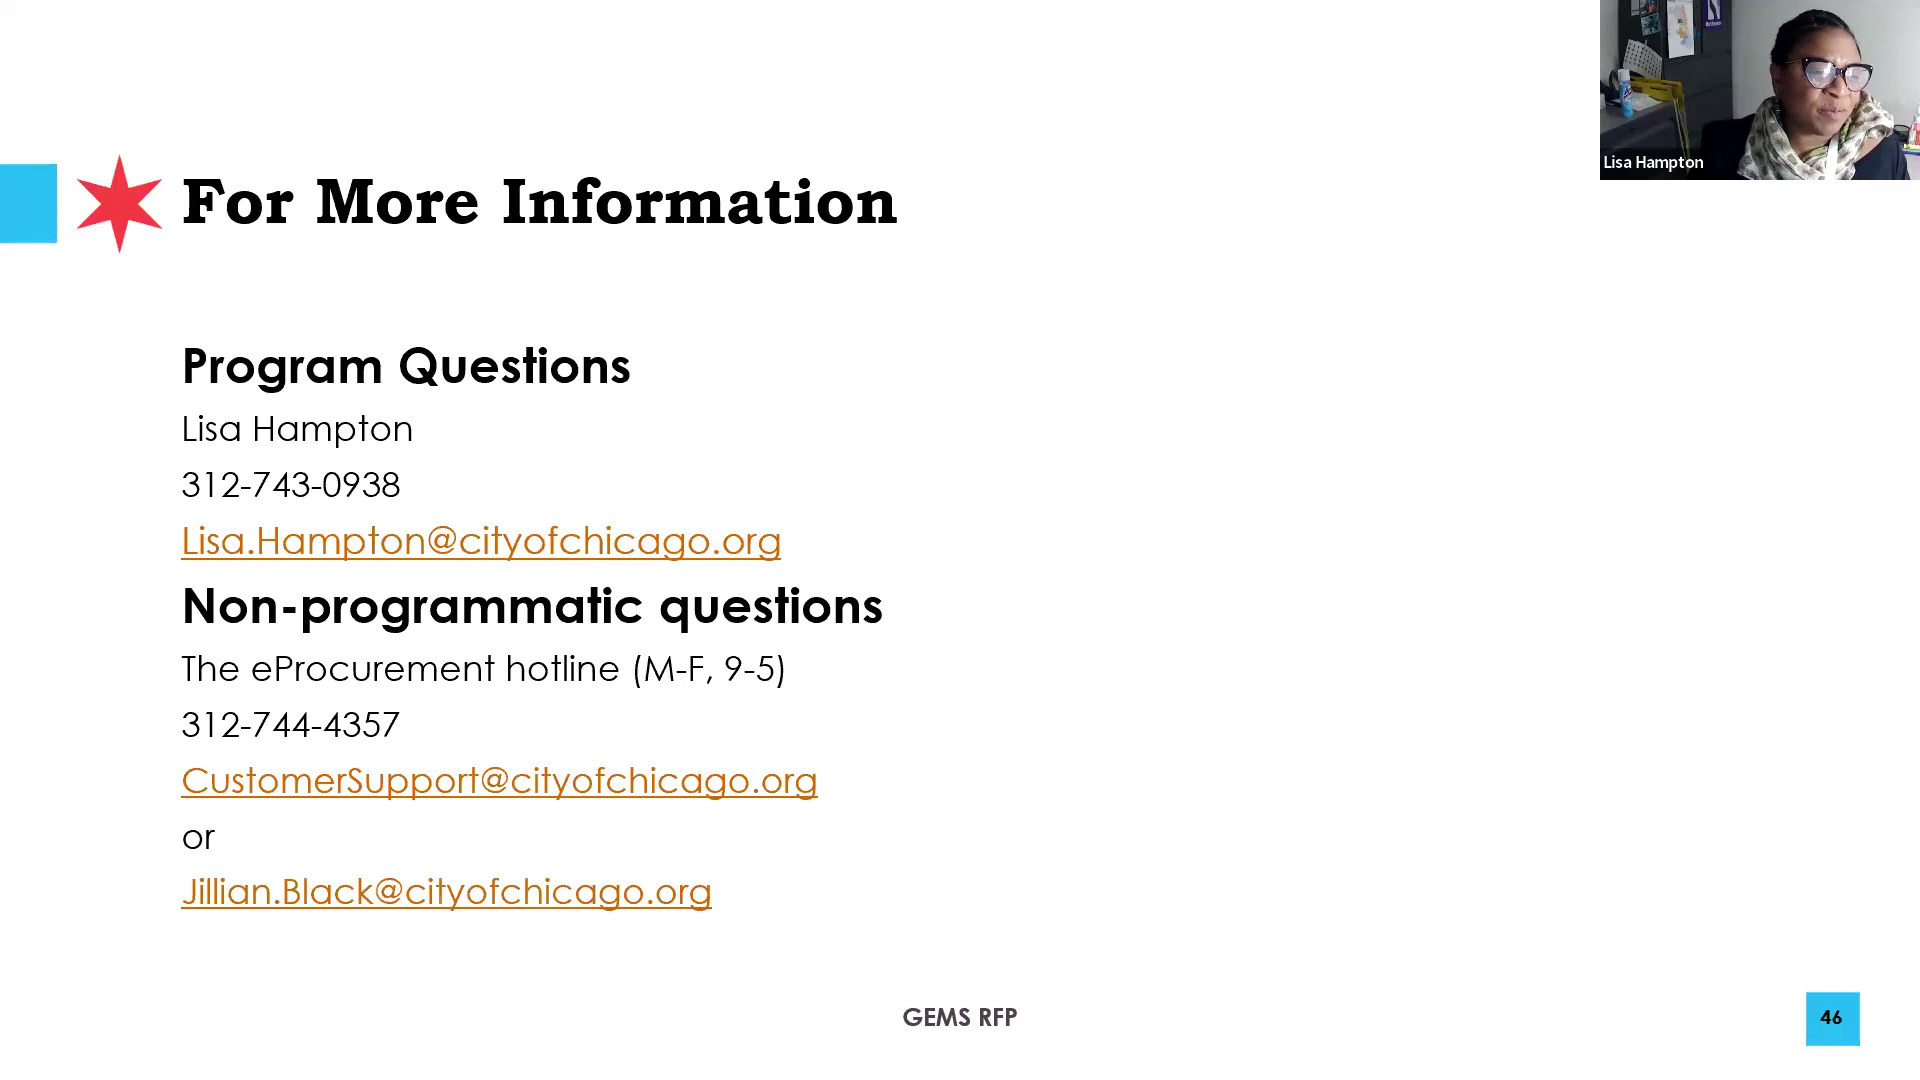 Lisa Hampton
For More Information
Program Questions
Lisa Hampton
312-743-0938
Lisa.Hampton@cityofchicago.org
Non-programmatic questions
The eProcurement hotline (M-F, 9-5)
312-744-4357
CustomerSupport@cityofchicago.org
or
Jillian.Black@cityofchicago.org
GEMS RFP
46